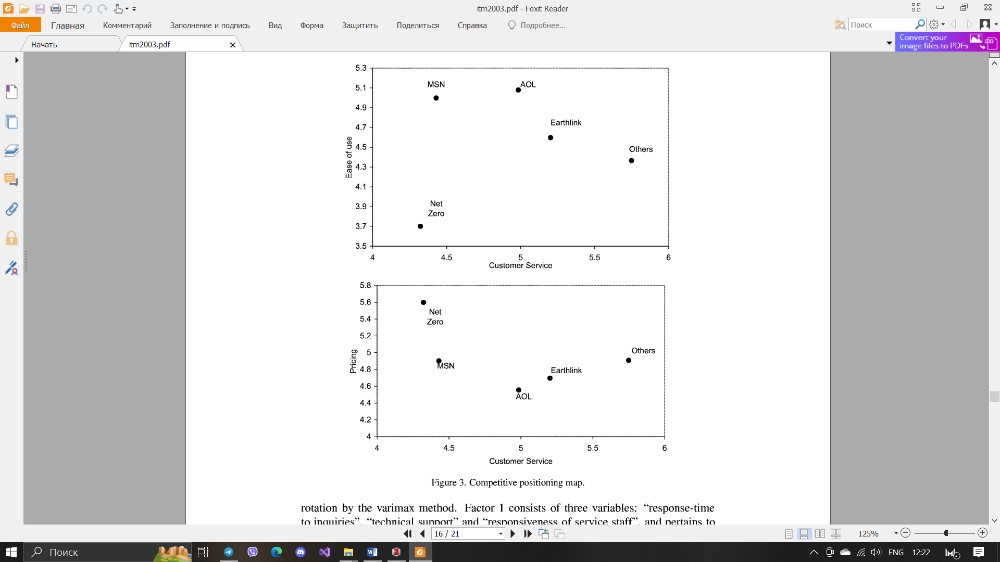 itm2003.pdf - Foxit Reader
Файл Главная Комментарий Заполнение и подпись Вид Форма Защитить Поделиться Справка Подробнее... Поиск
Начать itm2003.pdf
Convert your
image files to PDFs
5.3
5.1
4.9
4.7
4.5
4.3
4.1
3.9
3.7
3.5
Ease of use
MSN
AOL
Earthlink
Others
Net
Zero
4 4.5 5 5.5 6
Customer Service
5.8
5.6
5.4
5.2
5
4.8
4.6
4.4
4.2
4
Pricing
Net
Zero
MSN
Others
Earthlink
AOL
4 4.5 5 5.5 6
Customer Service
Figure 3. Competitive positioning map.
rotation by the varimax method. Factor 1 consists of three variables: “response-time
to inquiries”, “technical support” and “responsiveness of service staff”, and pertains to
16 / 21
125%
Поиск
ENG 12:22